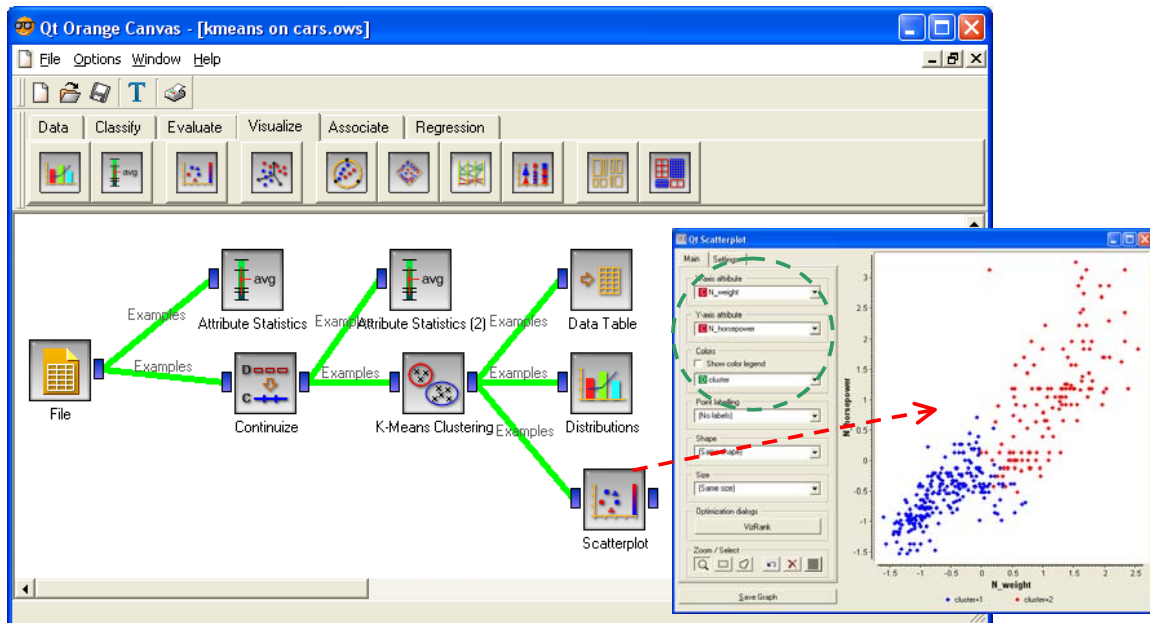 Qt Orange Canvas - [kmeans on cars.ows]
File Options Window Help
T
Data Classify Evaluate Visualize Associate Regression
avg
avg avg
Examples Examples Examples
Attribute Statistics Attribute Statistics (2) Data Table
Examples Examples
D
C
File Continuize K-Means Clustering Distributions
Examples
Scatterplot
Qt Scatterplot
Main Settings
X-axis attribute
C N_weight
Y-axis attribute
C N_horsepower
Colors
Show color legend
D cluster
Point labelling
(No labels)
Shape
(Same shape)
Size
(Same size)
Optimization dialogs
VizRank
Zoom / Select
Save Graph
N_horsepower
3
2.5
2
1.5
1
0.5
0
-0.5
-1
-1.5
-1.5 -1 -0.5 0 0.5 1 1.5 2 2.5
N_weight
cluster=1 cluster=2